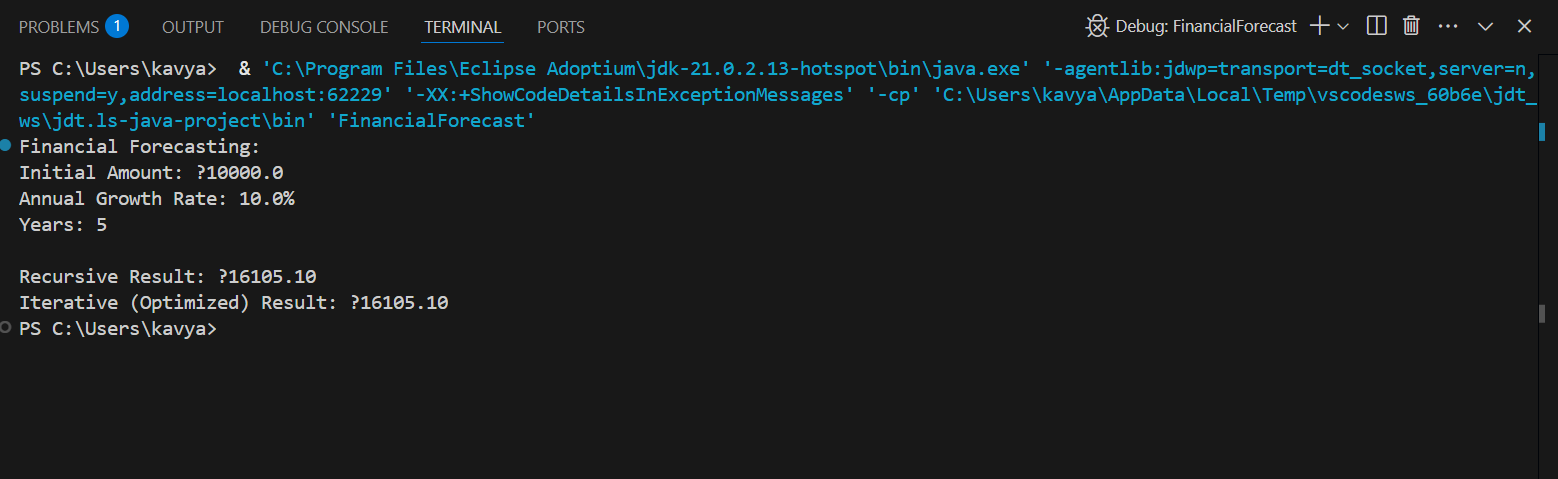 PROBLEMS 1 OUTPUT DEBUG CONSOLE TERMINAL PORTS Debug: FinancialForecast
PS C:\Users\kavya>  & 'C:\Program Files\Eclipse Adoptium\jdk-21.0.2.13-hotspot\bin\java.exe' '-agentlib:jdwp=transport=dt_socket,server=n,
suspend=y,address=localhost:62229' '-XX:+ShowCodeDetailsInExceptionMessages' '-cp' 'C:\Users\kavya\AppData\Local\Temp\vscodesws_60b6e\jdt_
ws\jdt.ls-java-project\bin' 'FinancialForecast'
Financial Forecasting:
Initial Amount: ?10000.0
Annual Growth Rate: 10.0%
Years: 5
Recursive Result: ?16105.10
Iterative (Optimized) Result: ?16105.10
PS C:\Users\kavya>